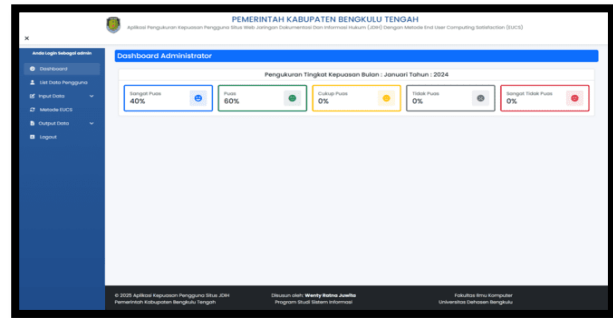 PEMERINTAH KABUPATEN BENGKULU TENGAH
Aplikasi Pengukuran Kepuasan Pengguna Situs Web Jaringan Dokumentasi Dan Informasi Hukum (JDIH) Dengan Metode End User Computing Satisfaction (EUCS)
×
Anda Login Sebagai admin
Dashboard
List Data Pengguna
Input Data
Metode EUCS
Output Data
Logout
Dashboard Administrator
Pengukuran Tingkat Kepuasan Bulan : Januari Tahun : 2024
Sangat Puas
40%
Puas
60%
Cukup Puas
0%
Tidak Puas
0%
Sangat Tidak Puas
0%
© 2025 Aplikasi Kepuasan Pengguna Situs JDIH
Pemerintah Kabupaten Bengkulu Tengah
Disusun oleh: Wenty Ratna Juwita
Program Studi Sistem Informasi
Fakultas Ilmu Komputer
Universitas Dehasen Bengkulu